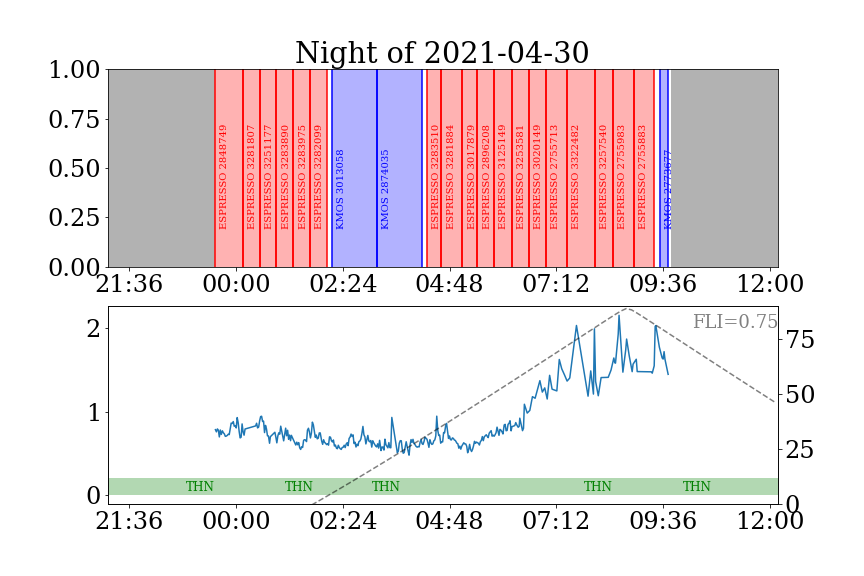 Night of 2021-04-30
1.00
0.75
0.50
0.25
0.00
ESPRESSO 2848749
ESPRESSO 3281807
ESPRESSO 3251177
ESPRESSO 3283890
ESPRESSO 3283975
ESPRESSO 3282099
KMOS 3013058
KMOS 2874035
ESPRESSO 3283510
ESPRESSO 3281884
ESPRESSO 3017879
ESPRESSO 2896208
ESPRESSO 3125149
ESPRESSO 3253581
ESPRESSO 3020149
ESPRESSO 2755713
ESPRESSO 3322482
ESPRESSO 3257540
ESPRESSO 2755983
ESPRESSO 2755883
KMOS 2773677
21:36 00:00 02:24 04:48 07:12 09:36 12:00
FLI=0.75
2
1
0
75
50
25
0
THN THN THN THN THN
21:36 00:00 02:24 04:48 07:12 09:36 12:00